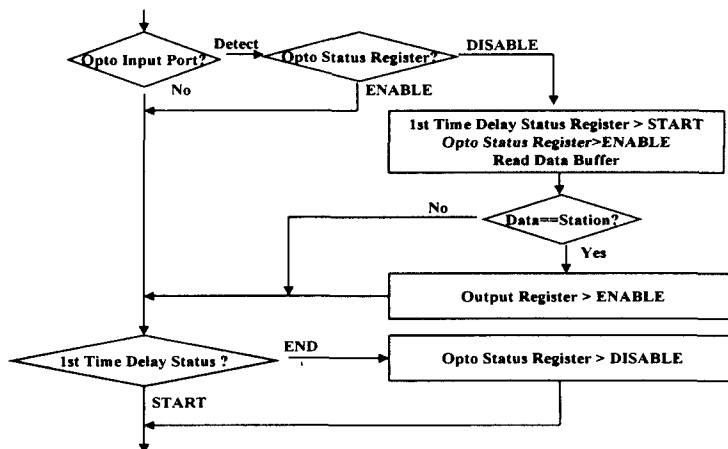 Opto Input Port?
Detect
Opto Status Register?
DISABLE
No
ENABLE
1st Time Delay Status Register > START
Opto Status Register>ENABLE
Read Data Buffer
No
Data==Station?
Yes
Output Register > ENABLE
1st Time Delay Status ?
END
Opto Status Register > DISABLE
START